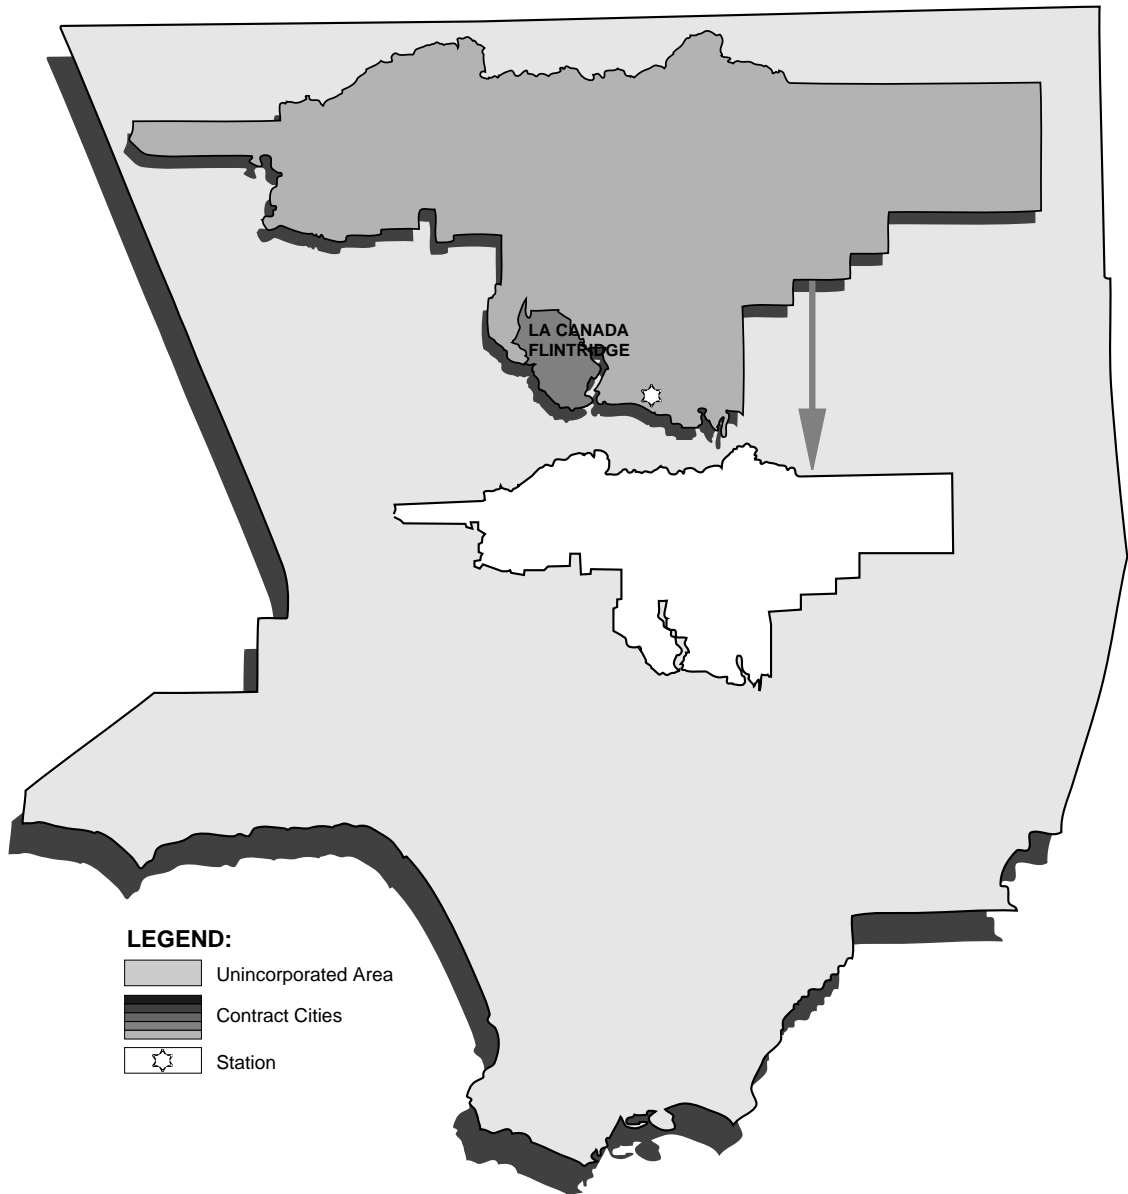 LA CANADA
FLINTRIDGE
LEGEND:
Unincorporated Area
Contract Cities
Station